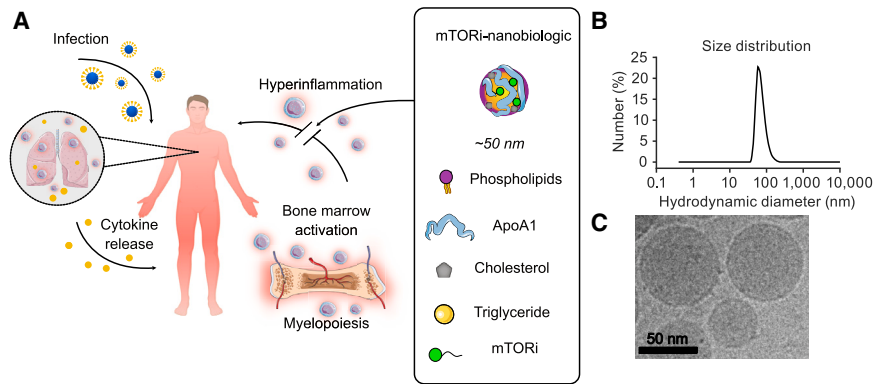 A
Infection
Hyperinflammation
Cytokine
release
Bone marrow
activation
Myelopoiesis
mTORi-nanobiologic
~50 nm
Phospholipids
ApoA1
Cholesterol
Triglyceride
mTORi
B
Size distribution
Number (%)
25
20
15
10
5
0
0.1 1 10 100 1,000 10,000
Hydrodynamic diameter (nm)
C
50 nm